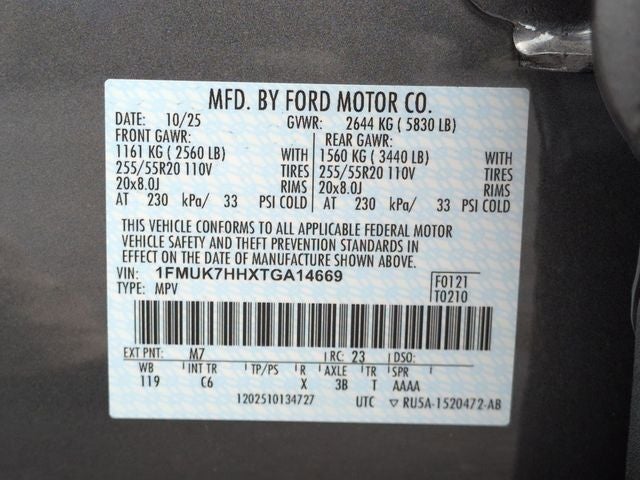 MFD. BY FORD MOTOR CO.
DATE: 10/25 GVWR: 2644 KG ( 5830 LB)
FRONT GAWR: REAR GAWR:
1161 KG ( 2560 LB) WITH 1560 KG ( 3440 LB) WITH
255/55R20 110V TIRES 255/55R20 110V TIRES
20x8.0J RIMS 20x8.0J RIMS
AT 230 kPa/ 33 PSI COLD AT 230 kPa/ 33 PSI COLD
THIS VEHICLE CONFORMS TO ALL APPLICABLE FEDERAL MOTOR
VEHICLE SAFETY AND THEFT PREVENTION STANDARDS IN
EFFECT ON THE DATE OF MANUFACTURE SHOWN ABOVE.
VIN: 1FMUK7HHXTGA14669 F0121
TYPE: MPV T0210
EXT PNT: M7 RC: 23 DSO:
WB INT TR TP/PS R AXLE TR SPR
119 C6 X 3B T AAAA
1202510134727 UTC ▽ RU5A-1520472-AB